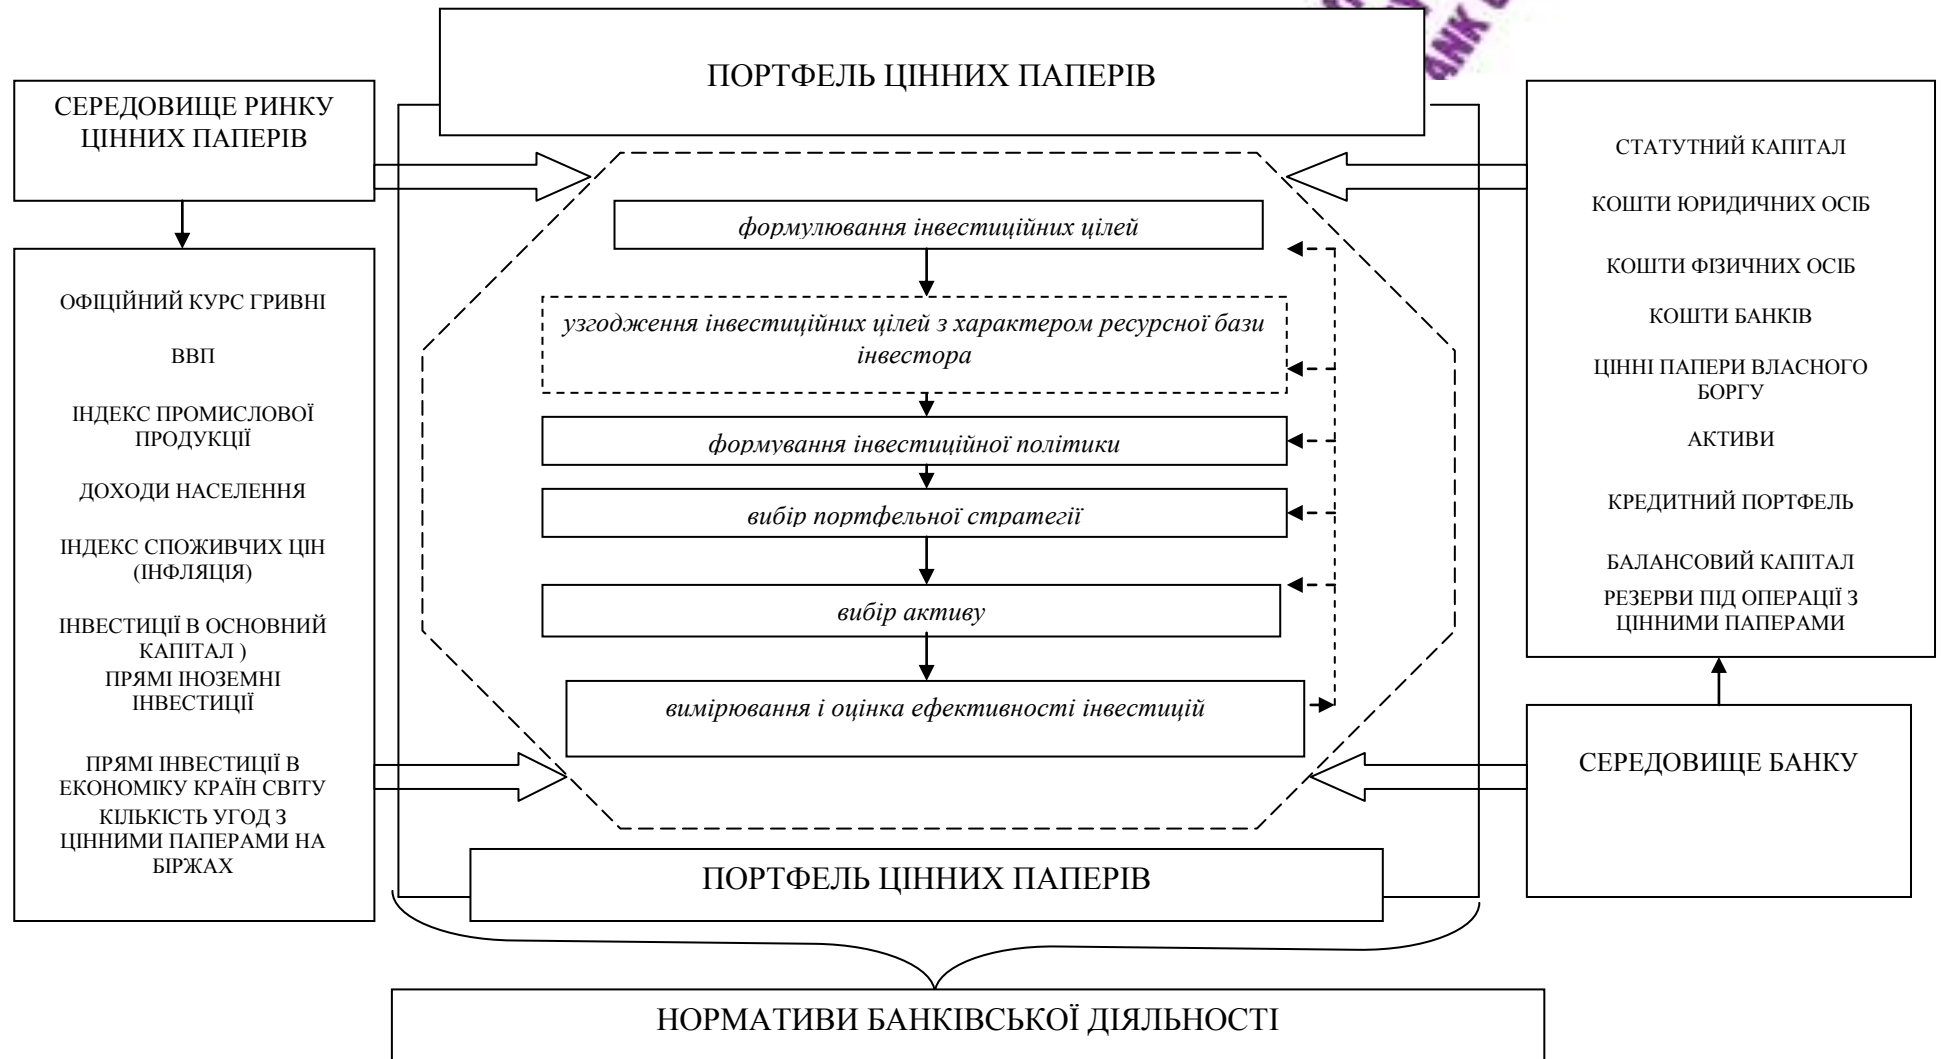 ANK
ПОРТФЕЛЬ ЦІННИХ ПАПЕРІВ
СЕРЕДОВИЩЕ РИНКУ
ЦІННИХ ПАПЕРІВ
ОФІЦІЙНИЙ КУРС ГРИВНІ
ВВП
ІНДЕКС ПРОМИСЛОВОЇ
ПРОДУКЦІЇ
ДОХОДИ НАСЕЛЕННЯ
ІНДЕКС СПОЖИВЧИХ ЦІН
(ІНФЛЯЦІЯ)
ІНВЕСТИЦІЇ В ОСНОВНИЙ
КАПІТАЛ )
ПРЯМІ ІНОЗЕМНІ
ІНВЕСТИЦІЇ
ПРЯМІ ІНВЕСТИЦІЇ В
ЕКОНОМІКУ КРАЇН СВІТУ
КІЛЬКІСТЬ УГОД З
ЦІННИМИ ПАПЕРАМИ НА
БІРЖАХ
формулювання інвестиційних цілей
узгодження інвестиційних цілей з характером ресурсної бази
інвестора
формування інвестиційної політики
вибір портфельної стратегії
вибір активу
вимірювання і оцінка ефективності інвестицій
СТАТУТНИЙ КАПІТАЛ
КОШТИ ЮРИДИЧНИХ ОСІБ
КОШТИ ФІЗИЧНИХ ОСІБ
КОШТИ БАНКІВ
ЦІННІ ПАПЕРИ ВЛАСНОГО
БОРГУ
АКТИВИ
КРЕДИТНИЙ ПОРТФЕЛЬ
БАЛАНСОВИЙ КАПІТАЛ
РЕЗЕРВИ ПІД ОПЕРАЦІЇ З
ЦІННИМИ ПАПЕРАМИ
СЕРЕДОВИЩЕ БАНКУ
ПОРТФЕЛЬ ЦІННИХ ПАПЕРІВ
НОРМАТИВИ БАНКІВСЬКОЇ ДІЯЛЬНОСТІ